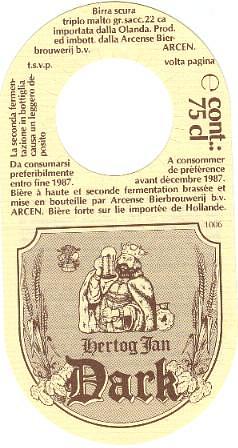 Birra scura
triplo malto gr.sacc.22 ca
importata dalla Olanda. Prod.
ed imbott. dalla Arcense Bier-
brouwerij b.v. ARCEN.
t.s.v.p. volta pagina
La seconda fermen-
tazione in bottiglia
causa un leggero de-
posito
e cont.:
75 cl
Da consumarsi
preferibilmente
entro fine 1987.
A consommer
de préférence
avant décembre 1987.
Bière à haute et seconde fermentation brassée et
mise en bouteille par Arcense Bierbrouwerij b.v.
ARCEN. Bière forte sur lie importée de Hollande.
1006
Hertog Jan
Dark